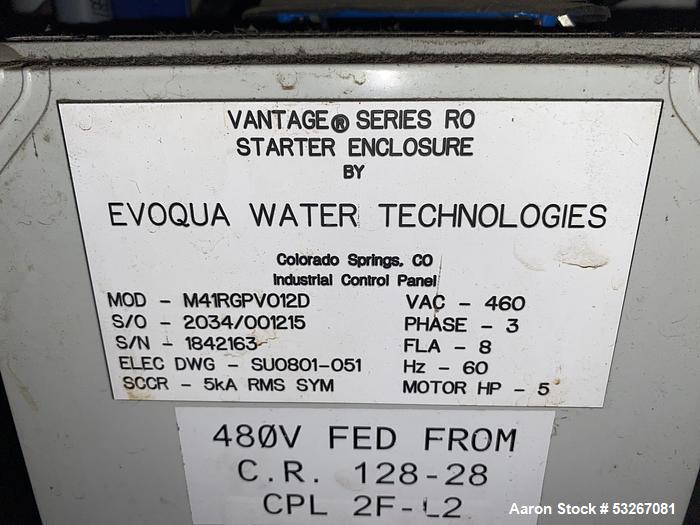 VANTAGE® SERIES RO
STARTER ENCLOSURE
BY
EVOQUA WATER TECHNOLOGIES
Colorado Springs, CO
Industrial Control Panel
MOD - M41RGPV012D
S/O - 2034/001215
S/N - 1842163
ELEC DWG - SU0801-051
SCCR - 5kA RMS SYM
VAC - 460
PHASE - 3
FLA - 8
Hz - 60
MOTOR HP - 5
480V FED FROM
C.R. 128-28
CPL 2F-L2
Aaron Stock #53267081